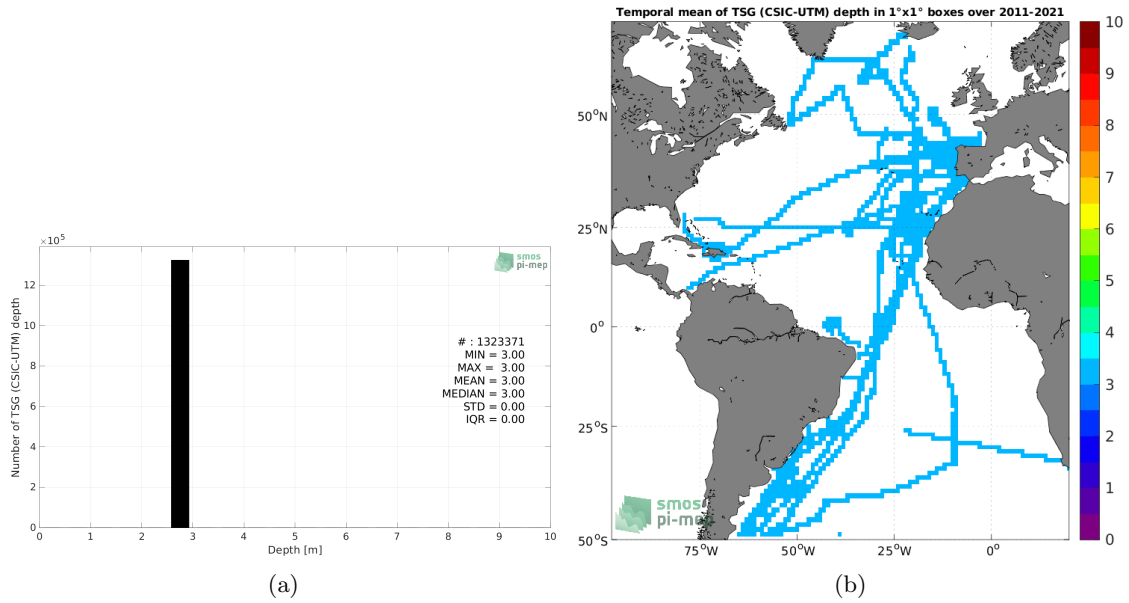 ×10⁵
12
10
8
6
4
2
0
Number of TSG (CSIC-UTM) depth
0 1 2 3 4 5 6 7 8 9 10
Depth [m]
smos
pi-mep
# : 1323371
MIN = 3.00
MAX = 3.00
MEAN = 3.00
MEDIAN = 3.00
STD = 0.00
IQR = 0.00
(a)
Temporal mean of TSG (CSIC-UTM) depth in 1°x1° boxes over 2011-2021
50°N
25°N
0°
25°S
50°S
75°W 50°W 25°W 0°
smos
pi-mep
10
9
8
7
6
5
4
3
2
1
0
(b)